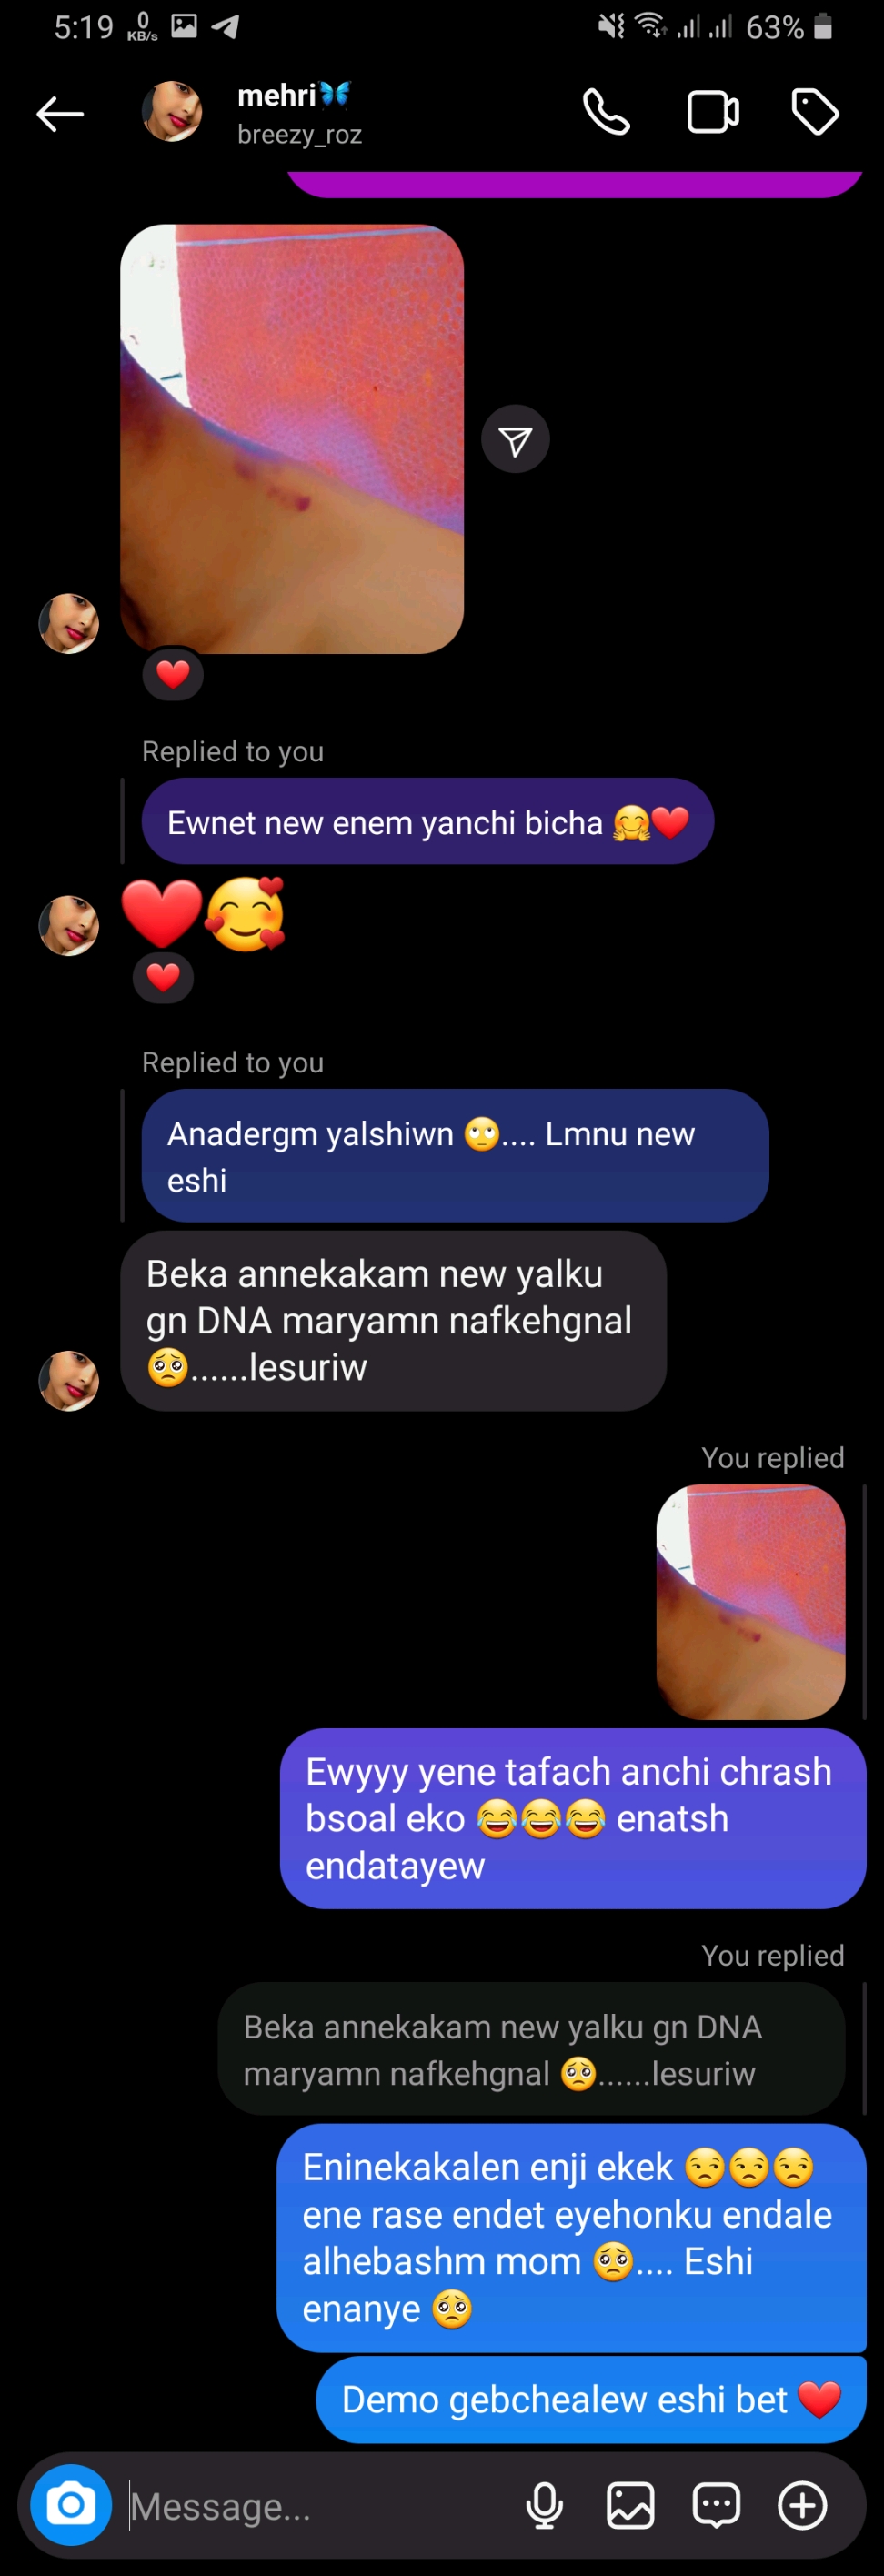 5:19 0 KB/s 63%
mehri🦋
breezy_roz
Replied to you
Ewnet new enem yanchi bicha 🤗❤️
❤️🥰
❤️
Replied to you
Anadergm yalshiwn 🙄.... Lmnu new
eshi
Beka annekakam new yalku
gn DNA maryamn nafkehgnal
🥺......lesuriw
You replied
Ewyyy yene tafach anchi chrash
bsoal eko 😂😂😂 enatsh
endatayew
You replied
Beka annekakam new yalku gn DNA
maryamn nafkehgnal 🥺......lesuriw
Eninekakalen enji ekek 😒😒😒
ene rase endet eyehonku endale
alhebashm mom 🥺.... Eshi
enanye 🥺
Demo gebchealew eshi bet ❤️
Message...